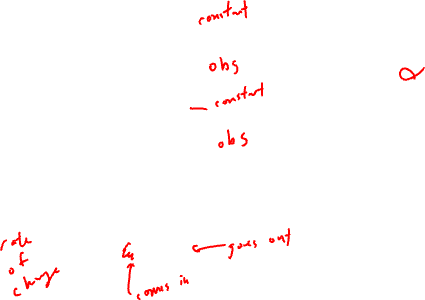 constant
obs
α
- constant
obs
rate
of
change
← goes out
comes in